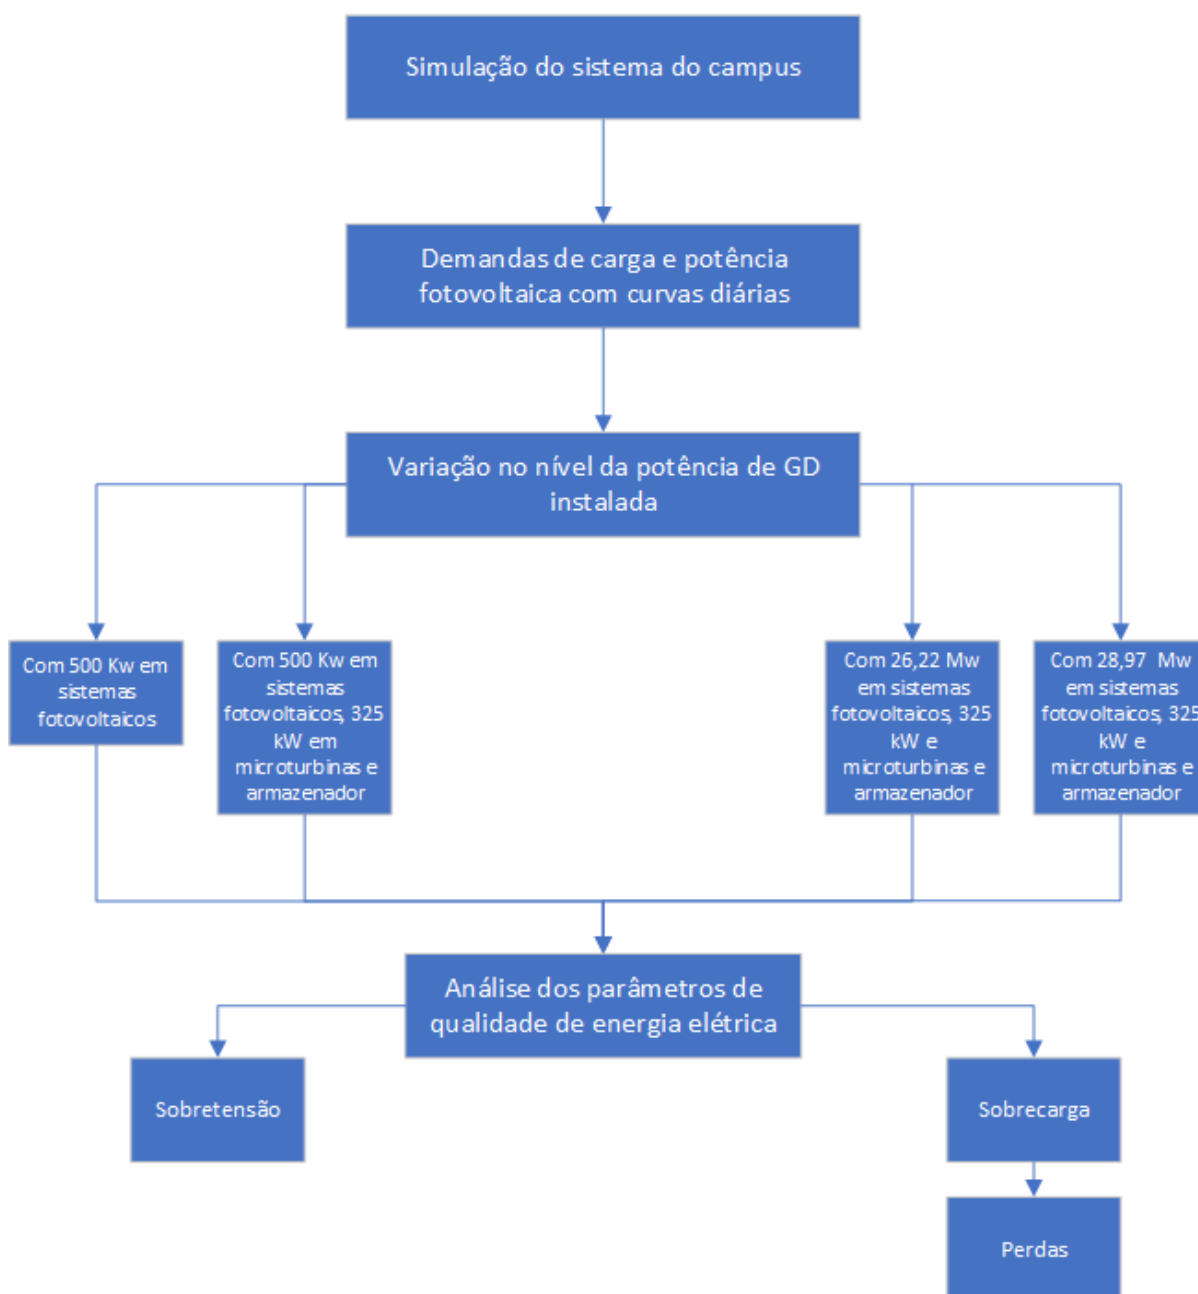 Simulação do sistema do campus
Demandas de carga e potência
fotovoltaica com curvas diárias
Variação no nível da potência de GD
instalada
Com 500 Kw em
sistemas
fotovoltaicos
Com 500 Kw em
sistemas
fotovoltaicos, 325
kW em
microturbinas e
armazenador
Com 26,22 Mw
em sistemas
fotovoltaicos, 325
kW e
microturbinas e
armazenador
Com 28,97 Mw
em sistemas
fotovoltaicos, 325
kW e
microturbinas e
armazenador
Análise dos parâmetros de
qualidade de energia elétrica
Sobretensão
Sobrecarga
Perdas